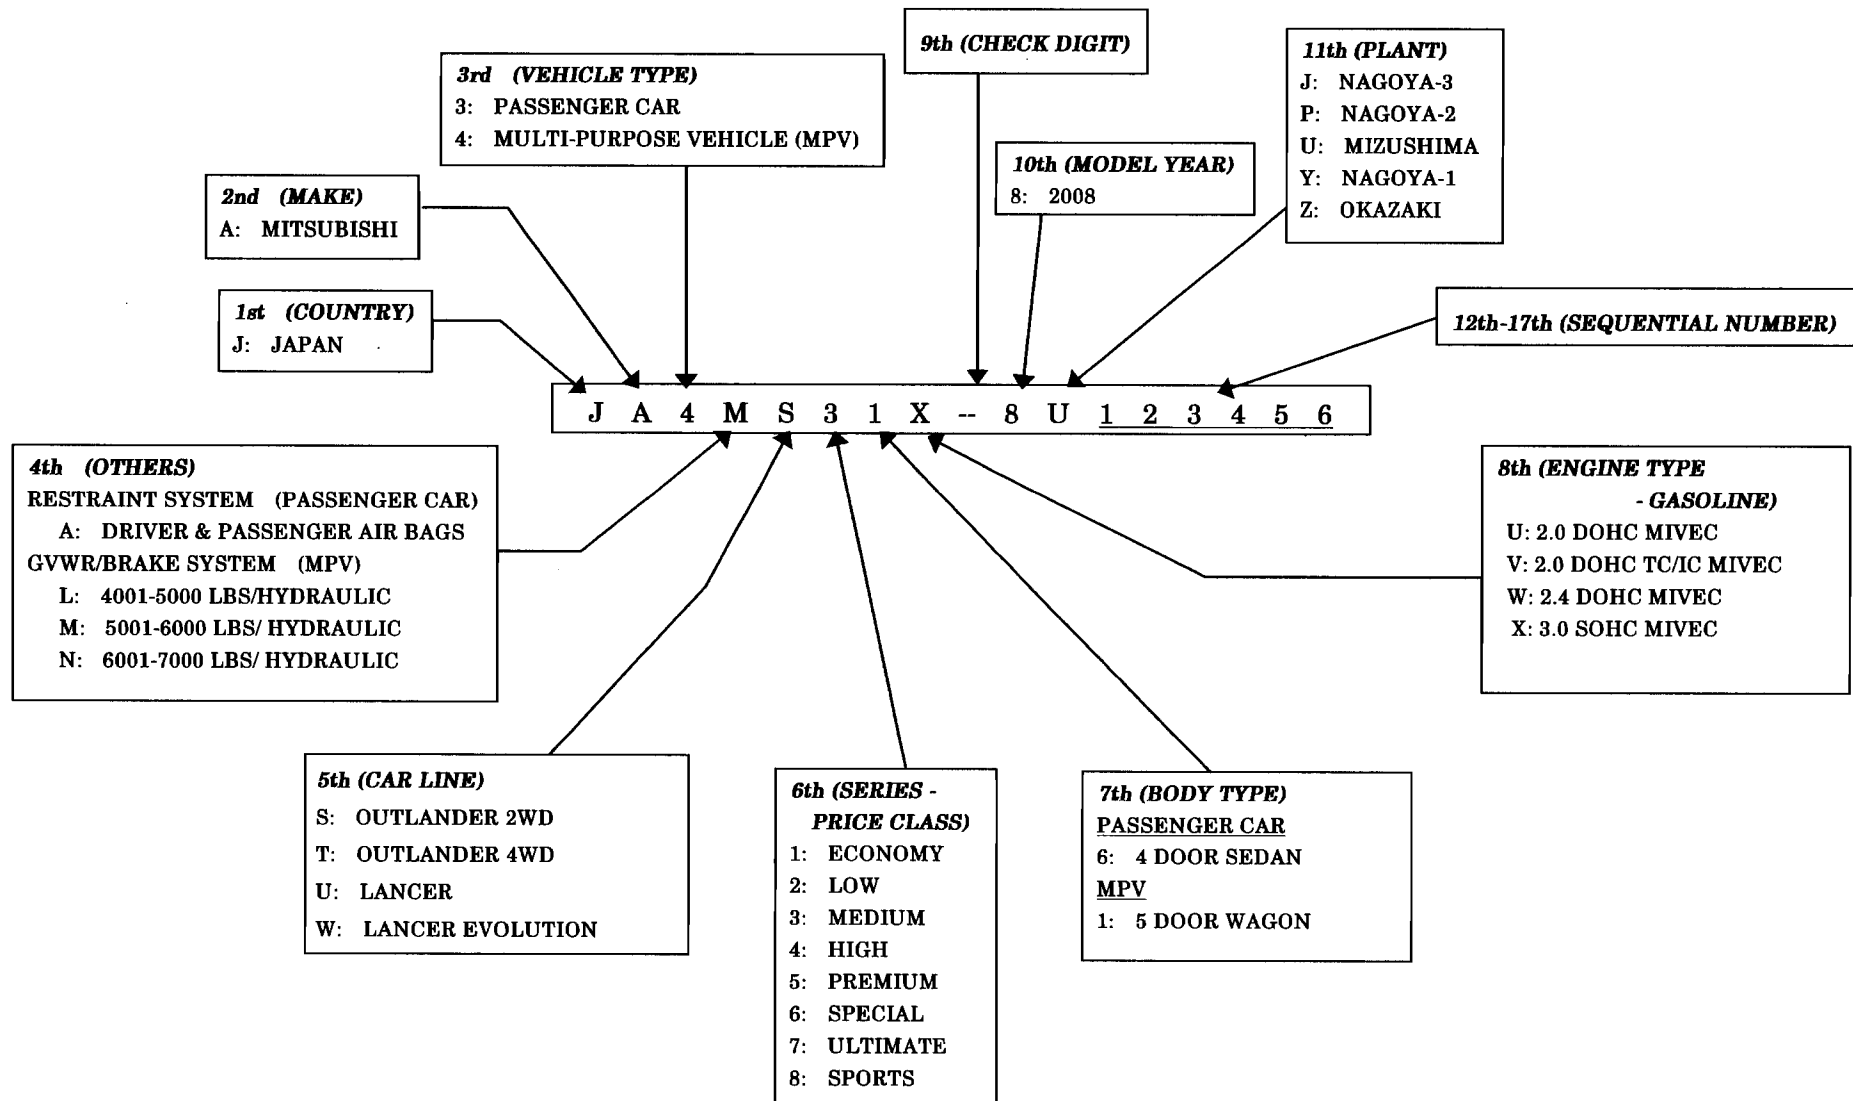 9th (CHECK DIGIT)
3rd (VEHICLE TYPE)
3: PASSENGER CAR
4: MULTI-PURPOSE VEHICLE (MPV)
11th (PLANT)
J: NAGOYA-3
P: NAGOYA-2
U: MIZUSHIMA
Y: NAGOYA-1
Z: OKAZAKI
10th (MODEL YEAR)
8: 2008
2nd (MAKE)
A: MITSUBISHI
1st (COUNTRY)
J: JAPAN
12th-17th (SEQUENTIAL NUMBER)
J A 4 M S 3 1 X -- 8 U 1 2 3 4 5 6
4th (OTHERS)
RESTRAINT SYSTEM (PASSENGER CAR)
A: DRIVER & PASSENGER AIR BAGS
GVWR/BRAKE SYSTEM (MPV)
L: 4001-5000 LBS/HYDRAULIC
M: 5001-6000 LBS/ HYDRAULIC
N: 6001-7000 LBS/ HYDRAULIC
8th (ENGINE TYPE
- GASOLINE)
U: 2.0 DOHC MIVEC
V: 2.0 DOHC TC/IC MIVEC
W: 2.4 DOHC MIVEC
X: 3.0 SOHC MIVEC
5th (CAR LINE)
S: OUTLANDER 2WD
T: OUTLANDER 4WD
U: LANCER
W: LANCER EVOLUTION
6th (SERIES -
PRICE CLASS)
1: ECONOMY
2: LOW
3: MEDIUM
4: HIGH
5: PREMIUM
6: SPECIAL
7: ULTIMATE
8: SPORTS
7th (BODY TYPE)
PASSENGER CAR
6: 4 DOOR SEDAN
MPV
1: 5 DOOR WAGON